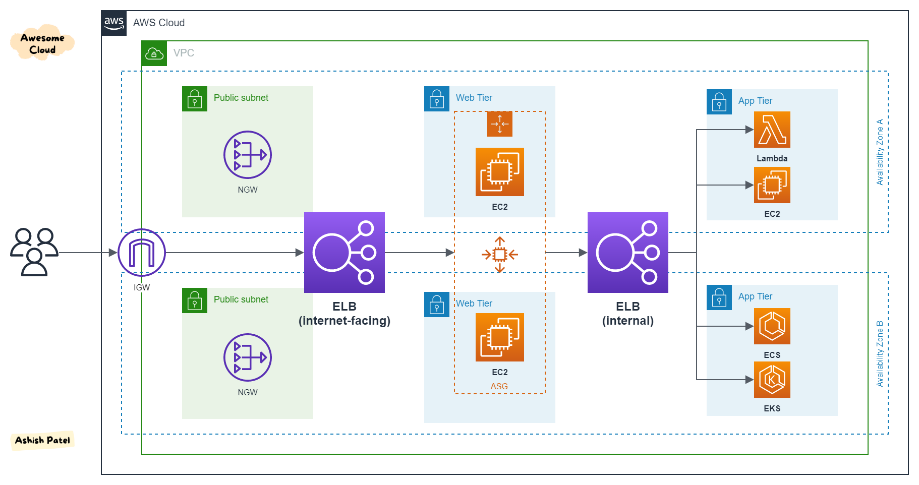 Awesome
Cloud
aws
AWS Cloud
VPC
Public subnet
NGW
Web Tier
EC2
App Tier
Lambda
EC2
Availability Zone A
IGW
ELB
(internet-facing)
ELB
(internal)
Public subnet
NGW
Web Tier
EC2
ASG
App Tier
ECS
EKS
Availability Zone B
Ashish Patel